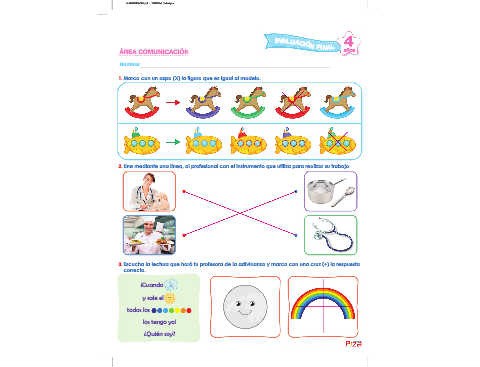 EVALUACIÓN FINAL
4
años
ÁREA COMUNICACIÓN
Nombre
1. Marca con un aspa (X) la figura que es igual al modelo.
2. Une mediante una línea, al profesional con el instrumento que utiliza para realizar su trabajo.
3. Escucha la lectura que hará tu profesora de la adivinanza y marca con una cruz (+) la respuesta
correcta.
¡Cuando
y sale el
todos los
los tengo yo!
¿Quién soy?